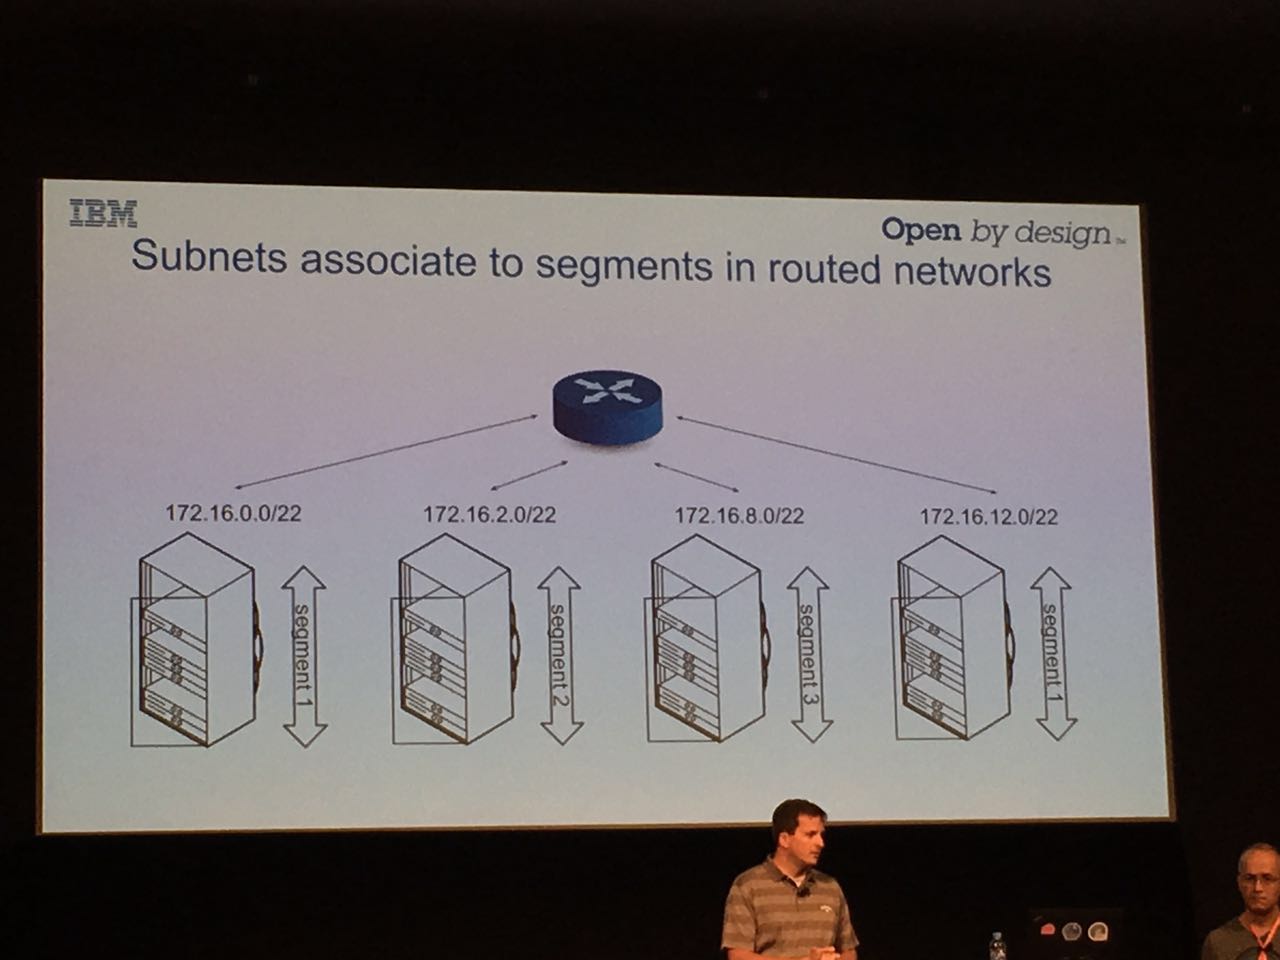 IBM
Open by design™
Subnets associate to segments in routed networks
172.16.0.0/22
172.16.2.0/22
172.16.8.0/22
172.16.12.0/22
segment 1
segment 2
segment 3
segment 1